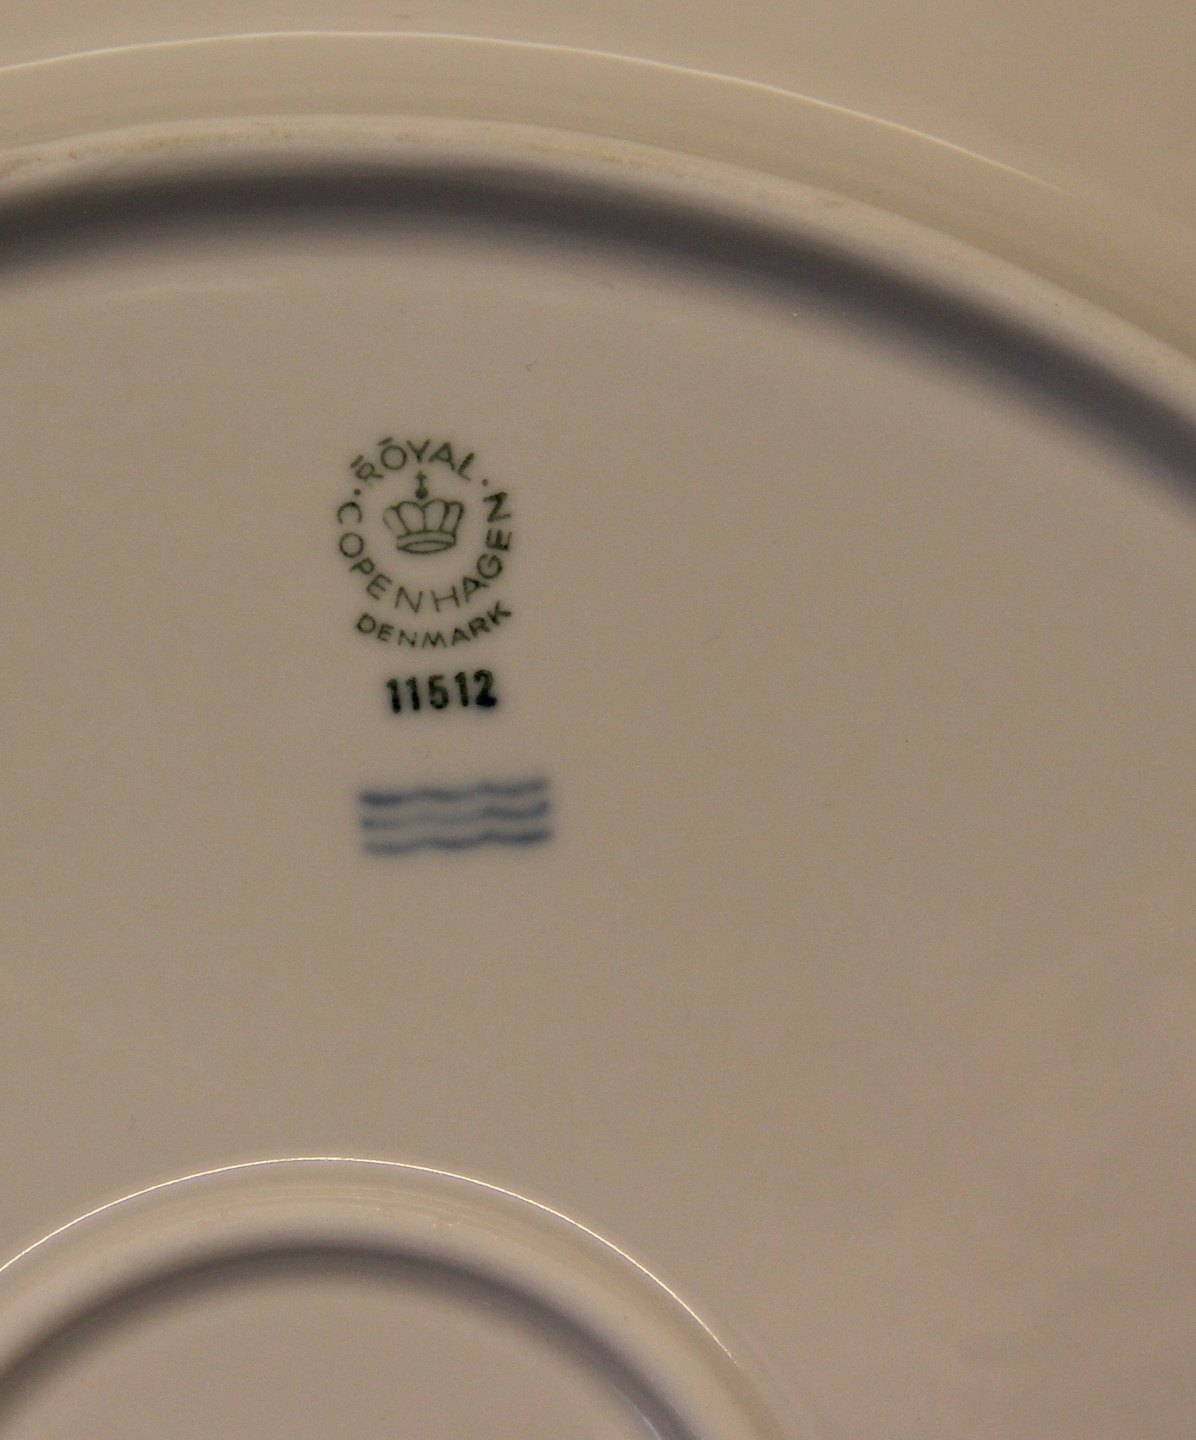 ROYAL
COPENHAGEN
DENMARK
11512